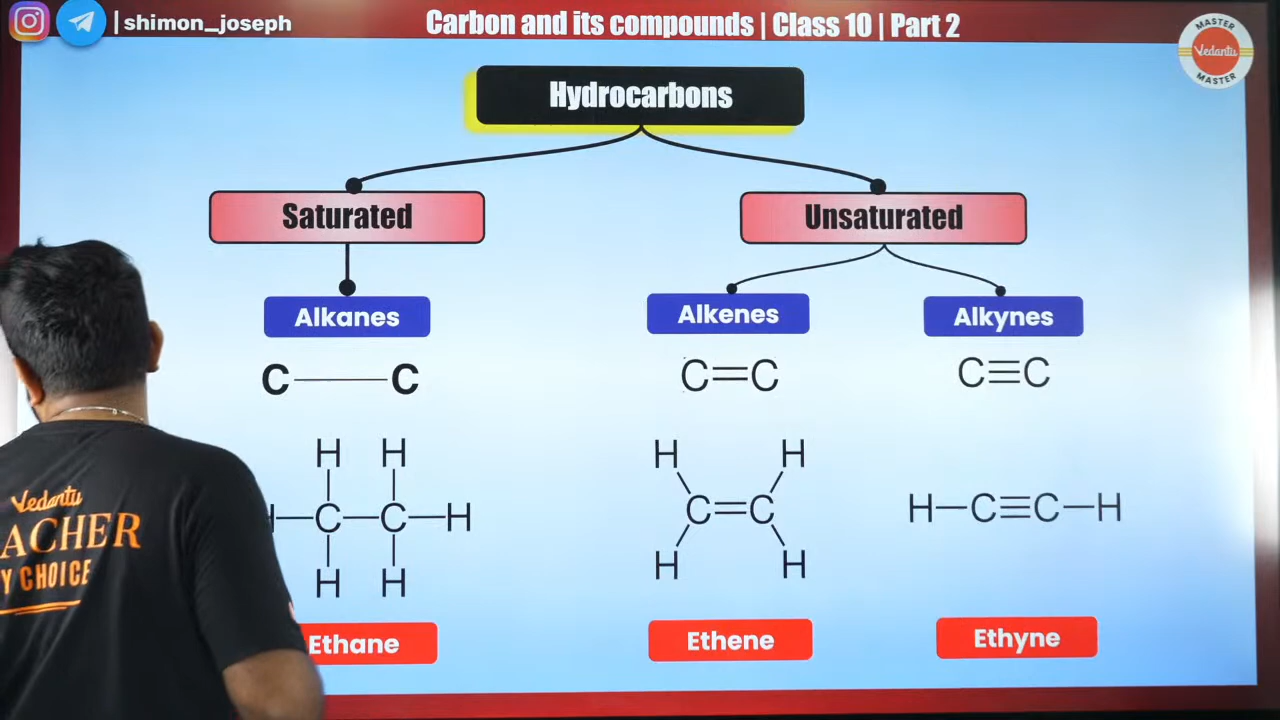 |shimon_joseph
Carbon and its compounds | Class 10 | Part 2
MASTER
Vedantu
MASTER
Hydrocarbons
Saturated
Unsaturated
Alkanes
Alkenes
Alkynes
C—C
C=C
C≡C
H H
H—C—C—H
H H
H H
C=C
H H
H—C≡C—H
Ethane
Ethene
Ethyne
Vedantu
ACHER
Y CHOICE